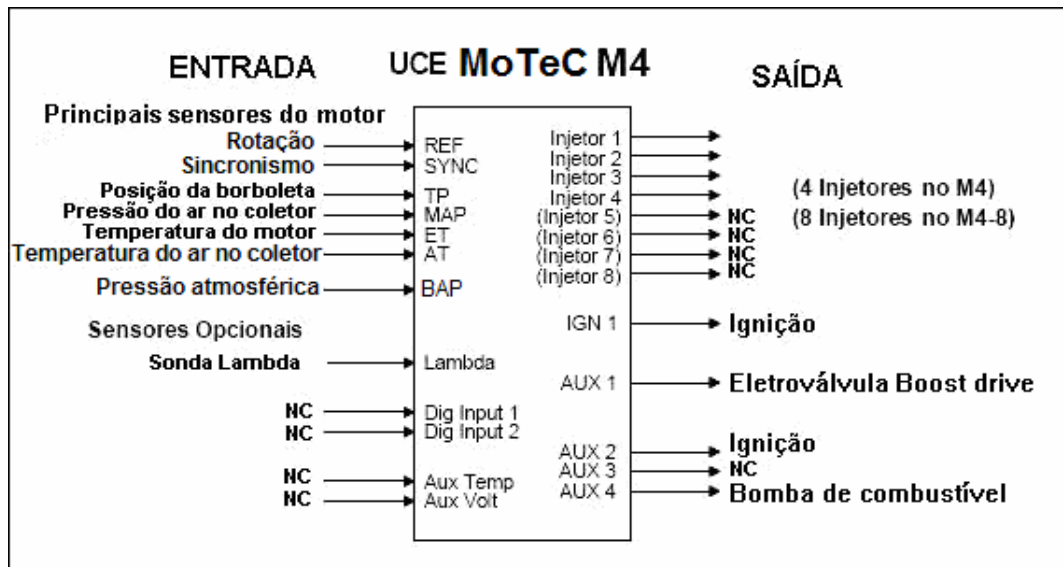 ENTRADA
UCE MoTeC M4
SAÍDA
Principais sensores do motor
Rotação
Sincronismo
Posição da borboleta
Pressão do ar no coletor
Temperatura do motor
Temperatura do ar no coletor
Pressão atmosférica
Sensores Opcionais
Sonda Lambda
NC
NC
NC
NC
REF
SYNC
TP
MAP
ET
AT
BAP
Lambda
Dig Input 1
Dig Input 2
Aux Temp
Aux Volt
Injetor 1
Injetor 2
Injetor 3
Injetor 4
(Injetor 5)
(Injetor 6)
(Injetor 7)
(Injetor 8)
IGN 1
AUX 1
AUX 2
AUX 3
AUX 4
(4 Injetores no M4)
(8 Injetores no M4-8)
NC
NC
NC
NC
Ignição
Eletroválvula Boost drive
Ignição
NC
Bomba de combustível